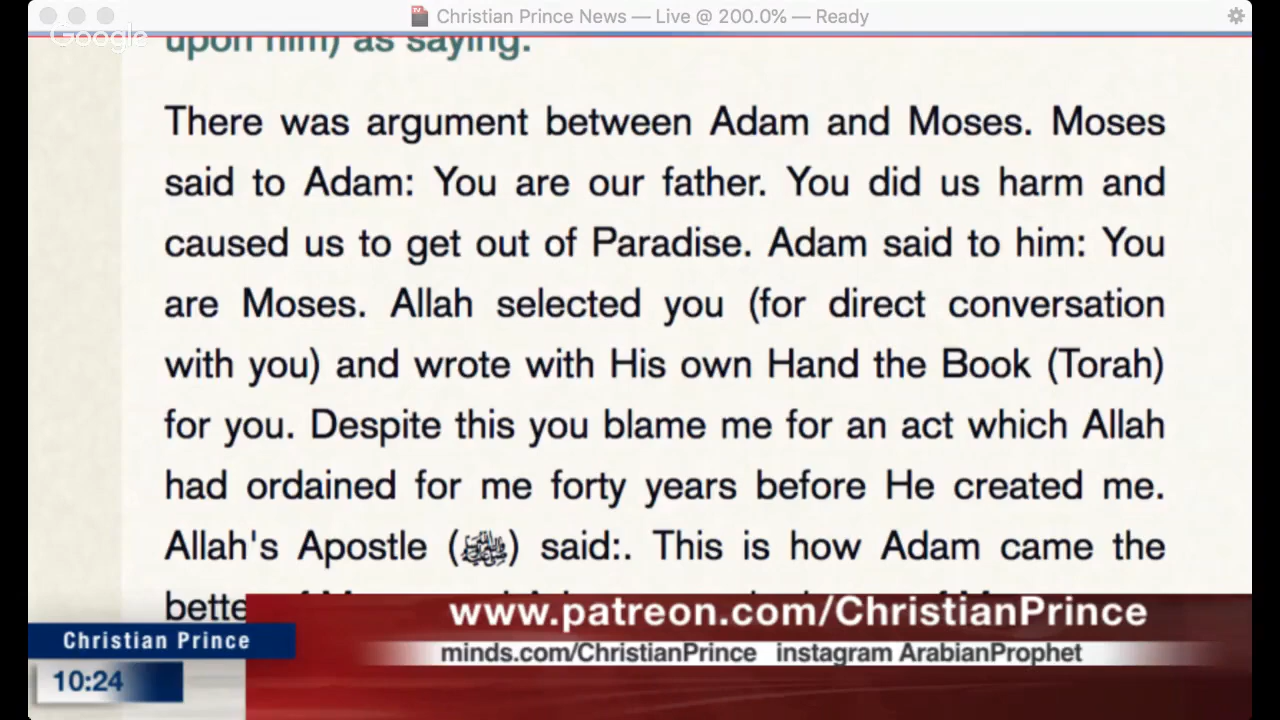 Christian Prince News — Live @ 200.0% — Ready
Google
upon him) as saying.
There was argument between Adam and Moses. Moses
said to Adam: You are our father. You did us harm and
caused us to get out of Paradise. Adam said to him: You
are Moses. Allah selected you (for direct conversation
with you) and wrote with His own Hand the Book (Torah)
for you. Despite this you blame me for an act which Allah
had ordained for me forty years before He created me.
Allah's Apostle (ﷺ) said:. This is how Adam came the
www.patreon.com/ChristianPrince
Christian Prince
minds.com/ChristianPrince instagram ArabianProphet
10:24